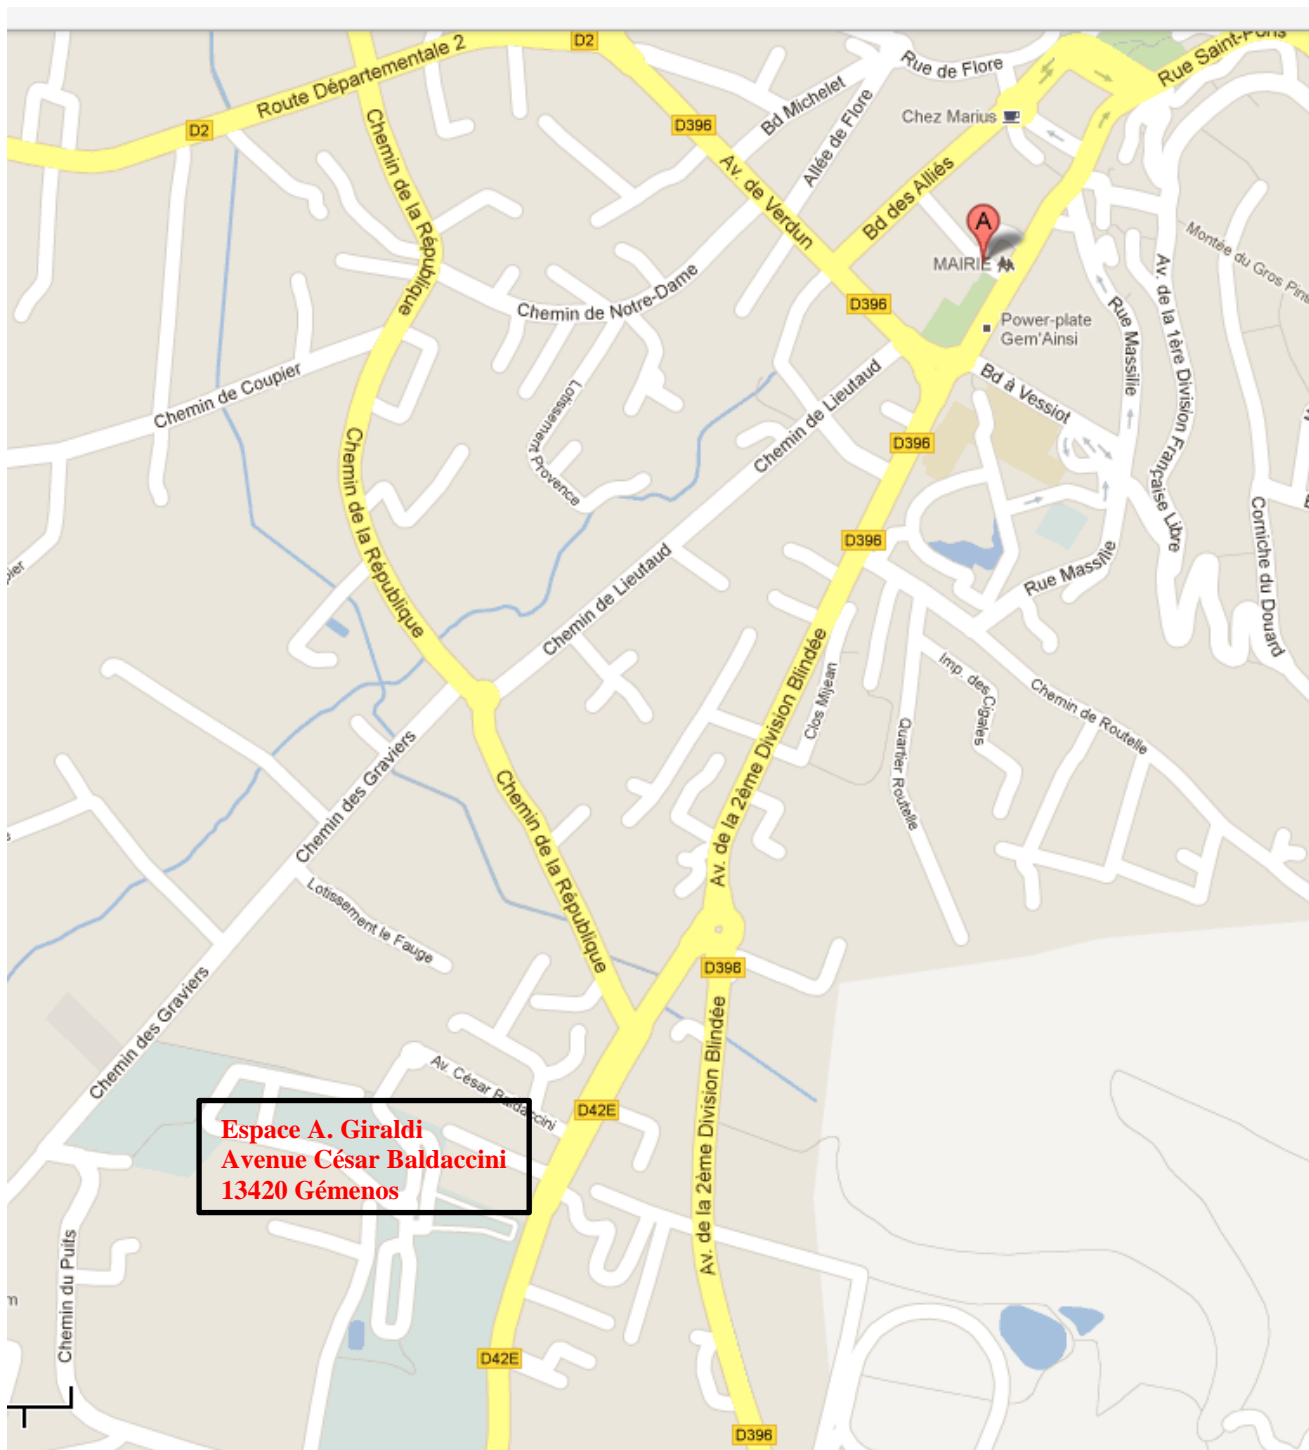 D2
Route Départementale 2
D2
Rue de Flore
Rue Saint-Pons
Chez Marius
Bd Michelet
Allée de Flore
D396
Av. de Verdun
Bd des Alliés
Chemin de la République
A
MAIRIE
Montée du Gros Pins
D396
Power-plate
Gem'Ainsi
Rue Massilie
Av. de la 1ère Division Française Libre
Chemin de Notre-Dame
Chemin de la République
Chemin de Coupier
Lotissement Provence
Chemin de Lieutaud
Bd à Vessiot
D396
D396
Corniche du Douard
Chemin de la République
pier
Chemin de Lieutaud
Rue Massilie
Imp. des Cigales
Chemin de Routelle
Clos Mijean
Quartier Routelle
Av. de la 2ème Division Blindée
Chemin des Graviers
Chemin de la République
Lotissement le Fauge
D396
Chemin des Graviers
Av. César Baldaccini
D42E
Av. de la 2ème Division Blindée
Espace A. Giraldi
Avenue César Baldaccini
13420 Gémenos
Chemin du Puits
m
D42E
D396